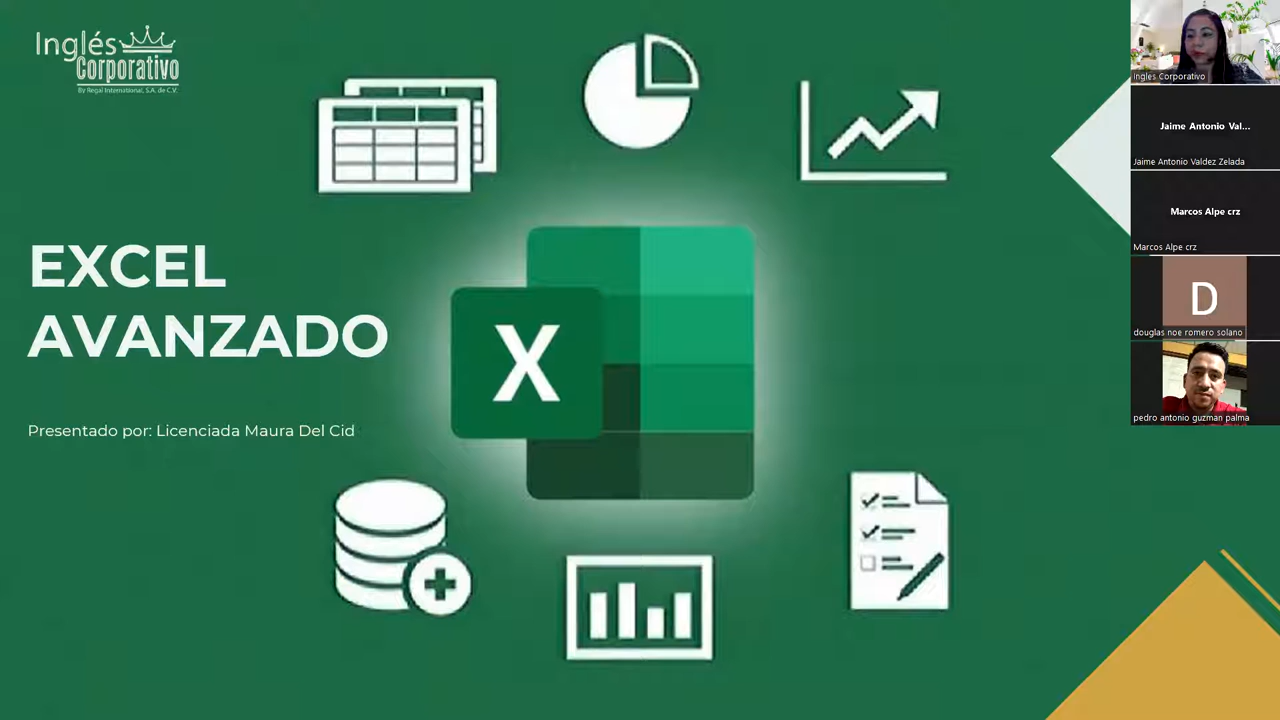 Inglés
Corporativo
By Regal International, S.A. de C.V.
EXCEL
AVANZADO
Presentado por: Licenciada Maura Del Cid
X
Ingles Corporativo
Jaime Antonio Val...
Jaime Antonio Valdez Zelada
Marcos Alpe crz
Marcos Alpe crz
D
douglas noe romero solano
pedro antonio guzman palma